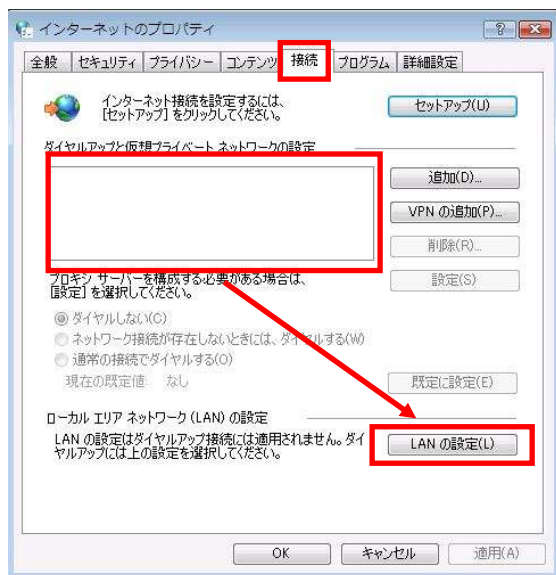 インターネットのプロパティ
全般 セキュリティ プライバシー コンテンツ 接続 プログラム 詳細設定
インターネット接続を設定するには、
[セットアップ] をクリックしてください。
セットアップ(U)
ダイヤルアップと仮想プライベート ネットワークの設定
追加(D)...
VPN の追加(P)...
削除(R)...
プロキシ サーバーを構成する必要がある場合は、
[設定] を選択してください。
設定(S)
ダイヤルしない(C)
ネットワーク接続が存在しないときには、ダイヤルする(W)
通常の接続でダイヤルする(O)
現在の既定値: なし
既定に設定(E)
ローカル エリア ネットワーク (LAN) の設定
LAN の設定はダイヤルアップ接続には適用されません。ダイ
ヤルアップには上の設定を選択してください。
LAN の設定(L)
OK キャンセル 適用(A)